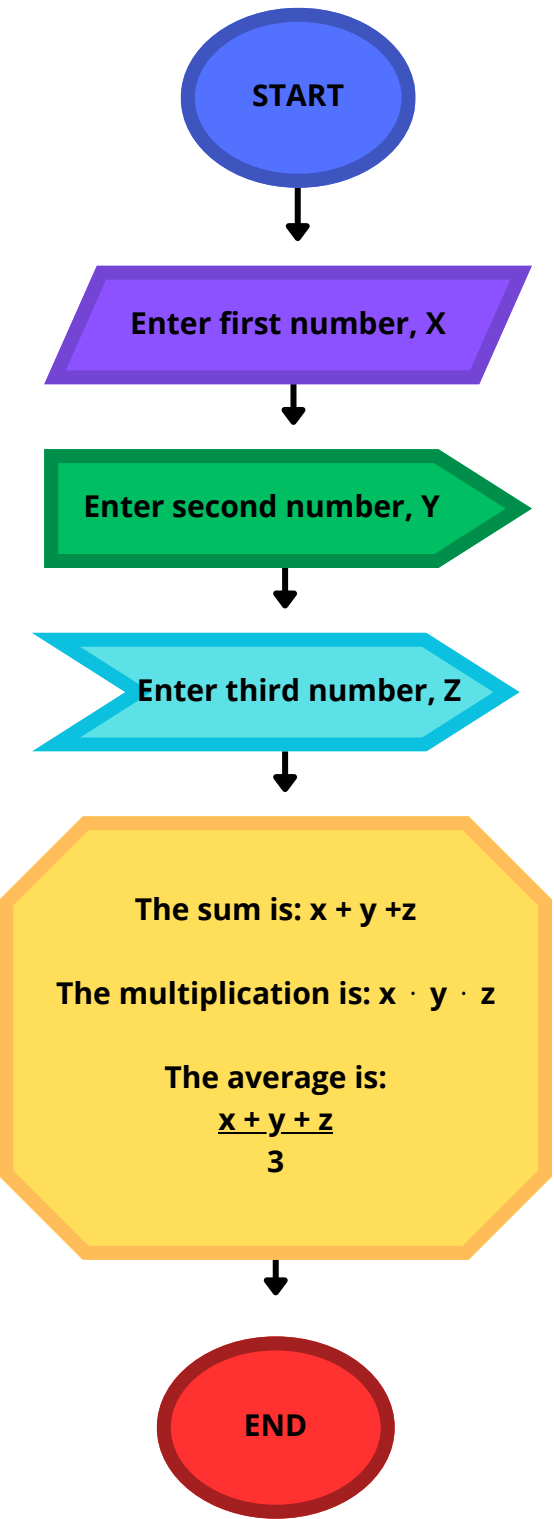 START
Enter first number, X
Enter second number, Y
Enter third number, Z
The sum is: x + y +z
The multiplication is: x · y · z
The average is:
x + y + z
3
END